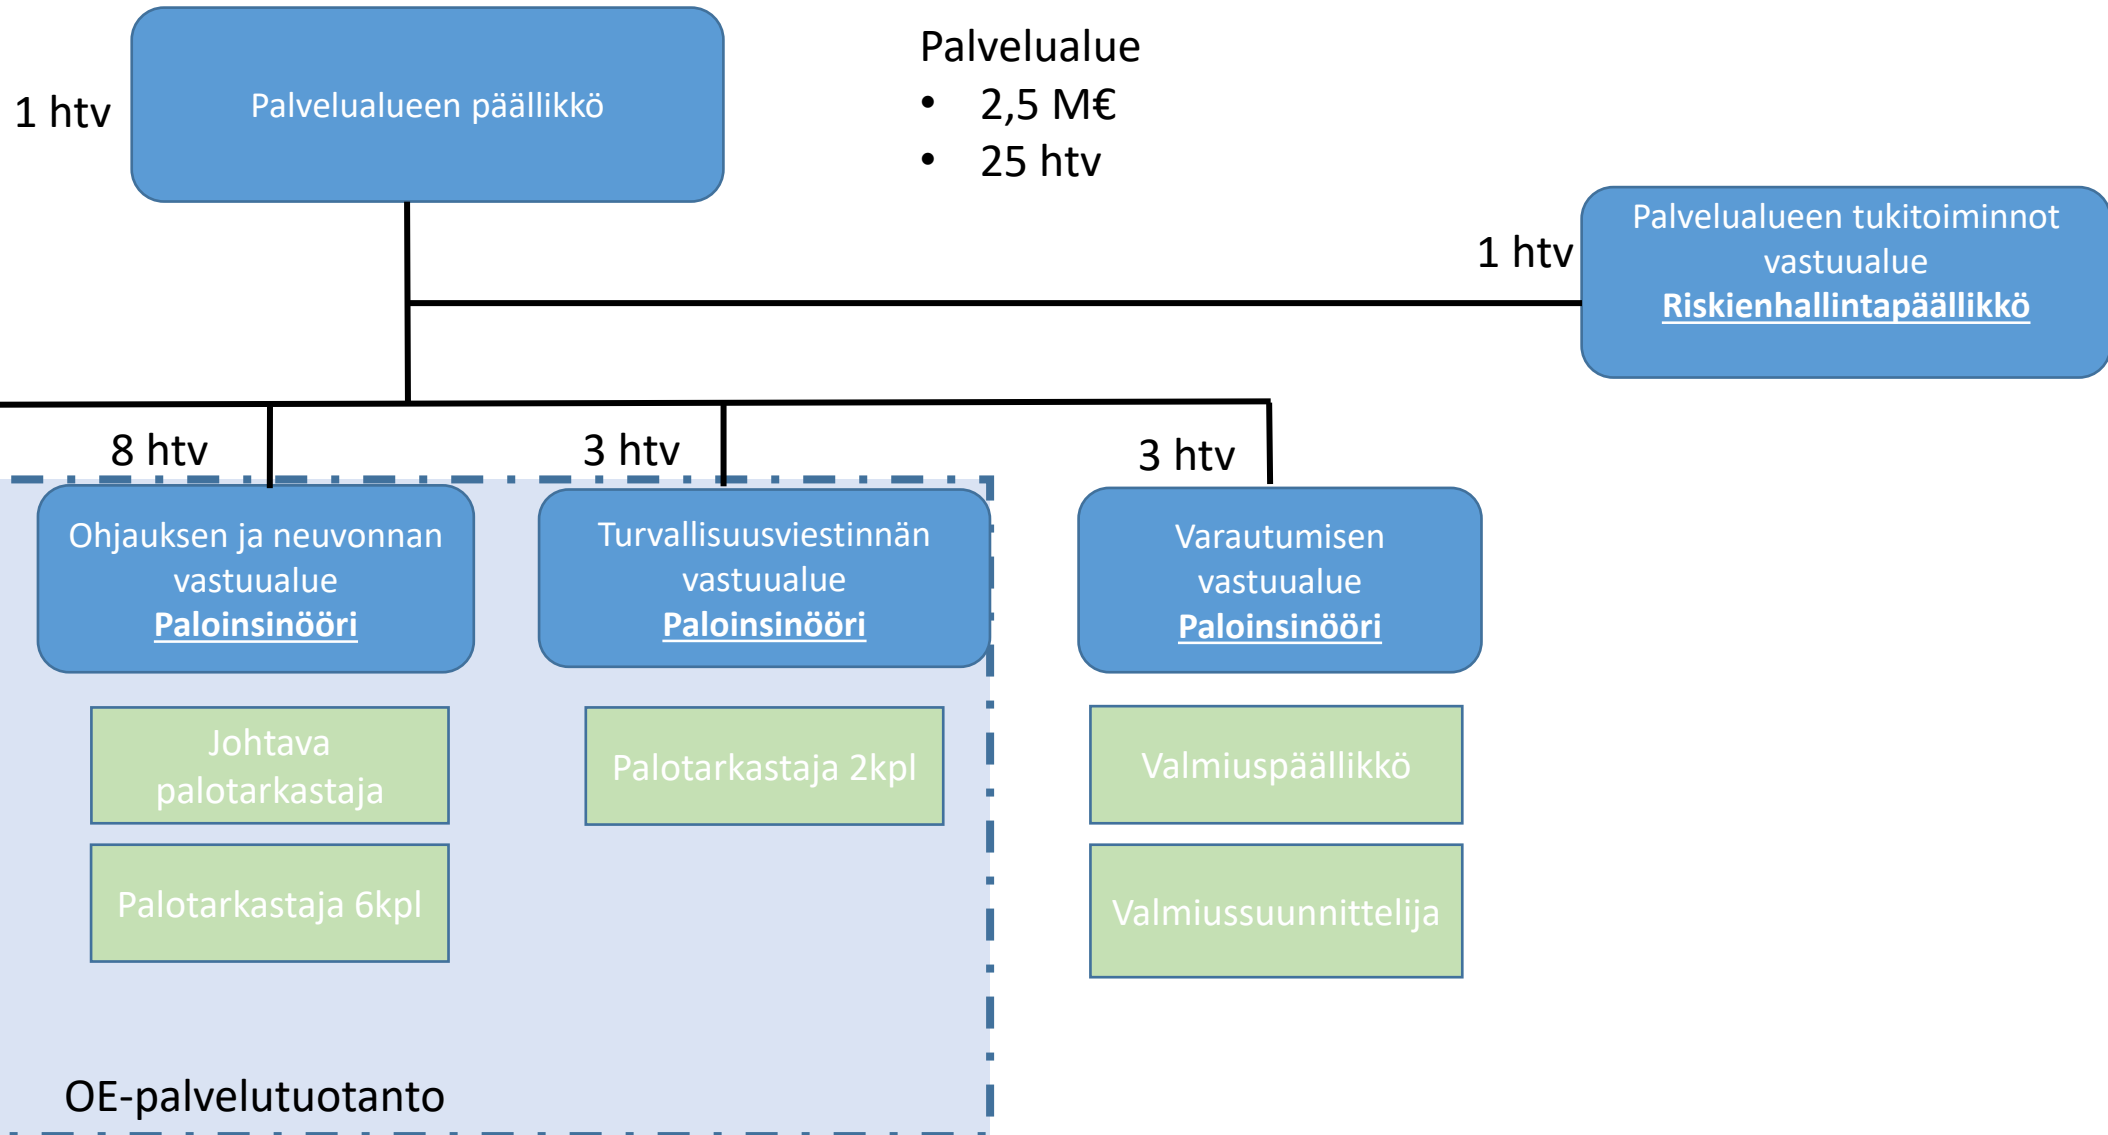 Palvelualue
• 2,5 M€
• 25 htv
1 htv
Palvelualueen päällikkö
1 htv
Palvelualueen tukitoiminnot
vastuualue
Riskienhallintapäällikkö
8 htv
3 htv
3 htv
Ohjauksen ja neuvonnan
vastuualue
Paloinsinööri
Turvallisuusviestinnän
vastuualue
Paloinsinööri
Varautumisen
vastuualue
Paloinsinööri
Johtava
palotarkastaja
Palotarkastaja 6kpl
Palotarkastaja 2kpl
Valmiuspäällikkö
Valmiussuunnittelija
OE-palvelutuotanto